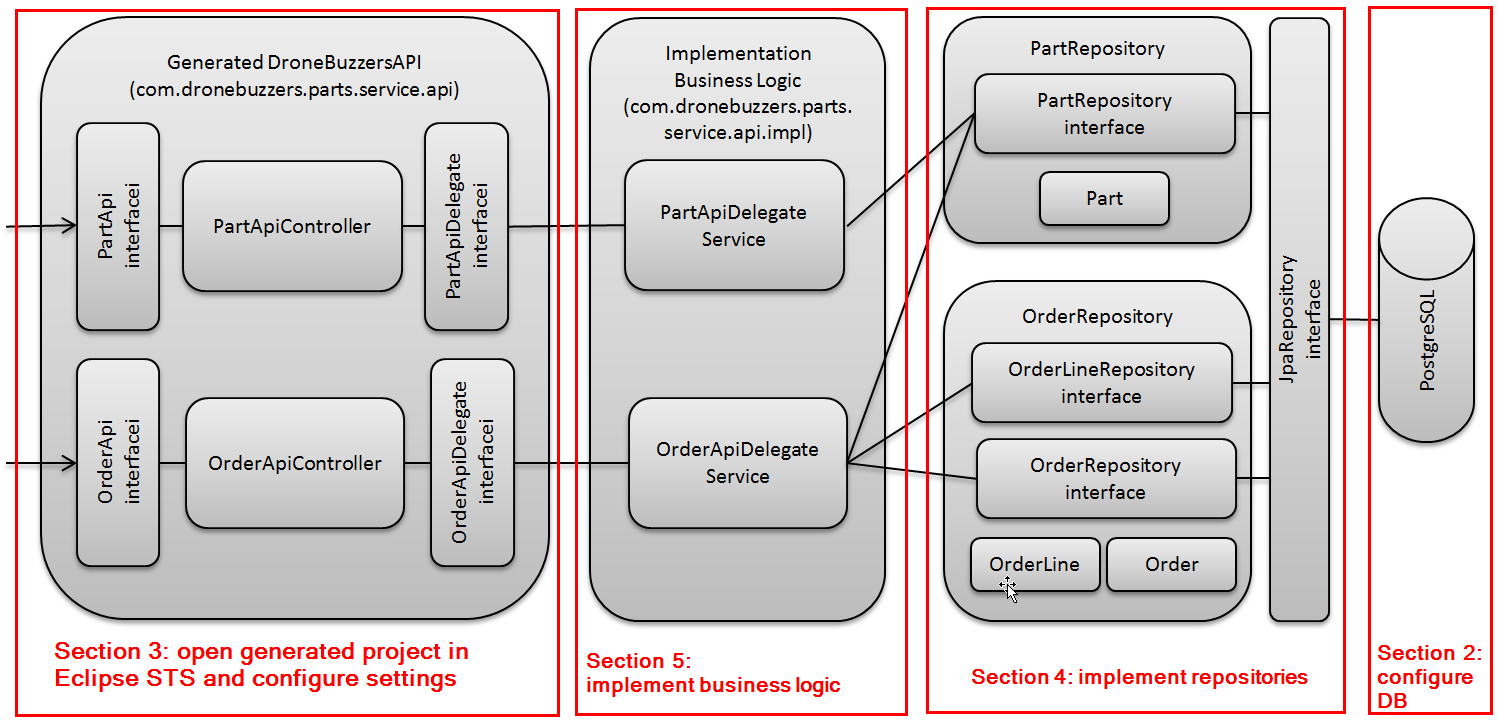 Generated DroneBuzzersAPI
(com.dronebuzzers.parts.service.api)
PartApi
interfacei
PartApiController
PartApiDelegate
interfacei
OrderApi
interfacei
OrderApiController
OrderApiDelegate
interfacei
Section 3: open generated project in
Eclipse STS and configure settings
Implementation
Business Logic
(com.dronebuzzers.parts.
service.api.impl)
PartApiDelegate
Service
OrderApiDelegate
Service
Section 5:
implement business logic
PartRepository
PartRepository
interface
Part
OrderRepository
OrderLineRepository
interface
OrderRepository
interface
OrderLine
Order
JpaRepository
interface
Section 4: implement repositories
PostgreSQL
Section 2:
configure
DB